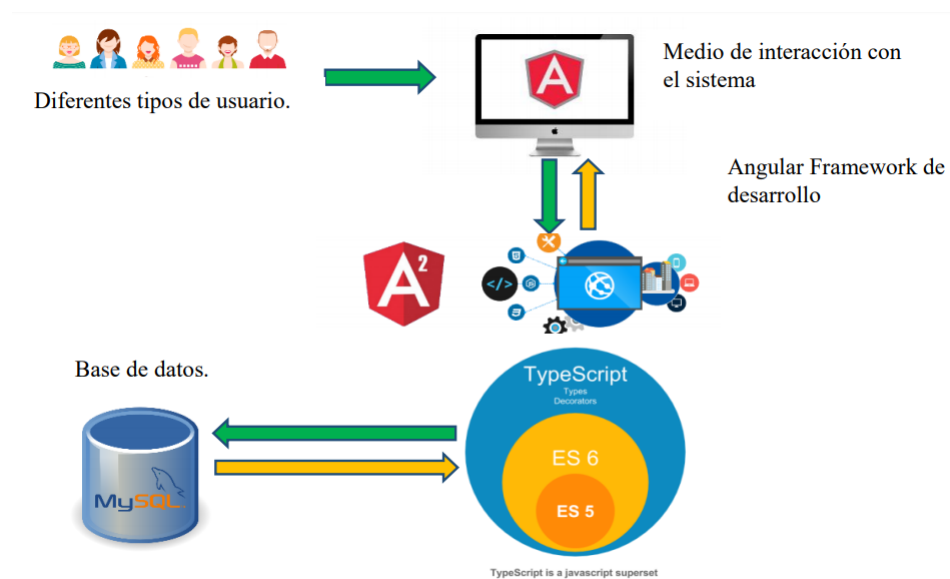 Diferentes tipos de usuario.
Medio de interacción con
el sistema
Angular Framework de
desarrollo
A
A2
</>
Base de datos.
MySQL
TypeScript
Types
Decorators
ES 6
ES 5
TypeScript is a javascript superset